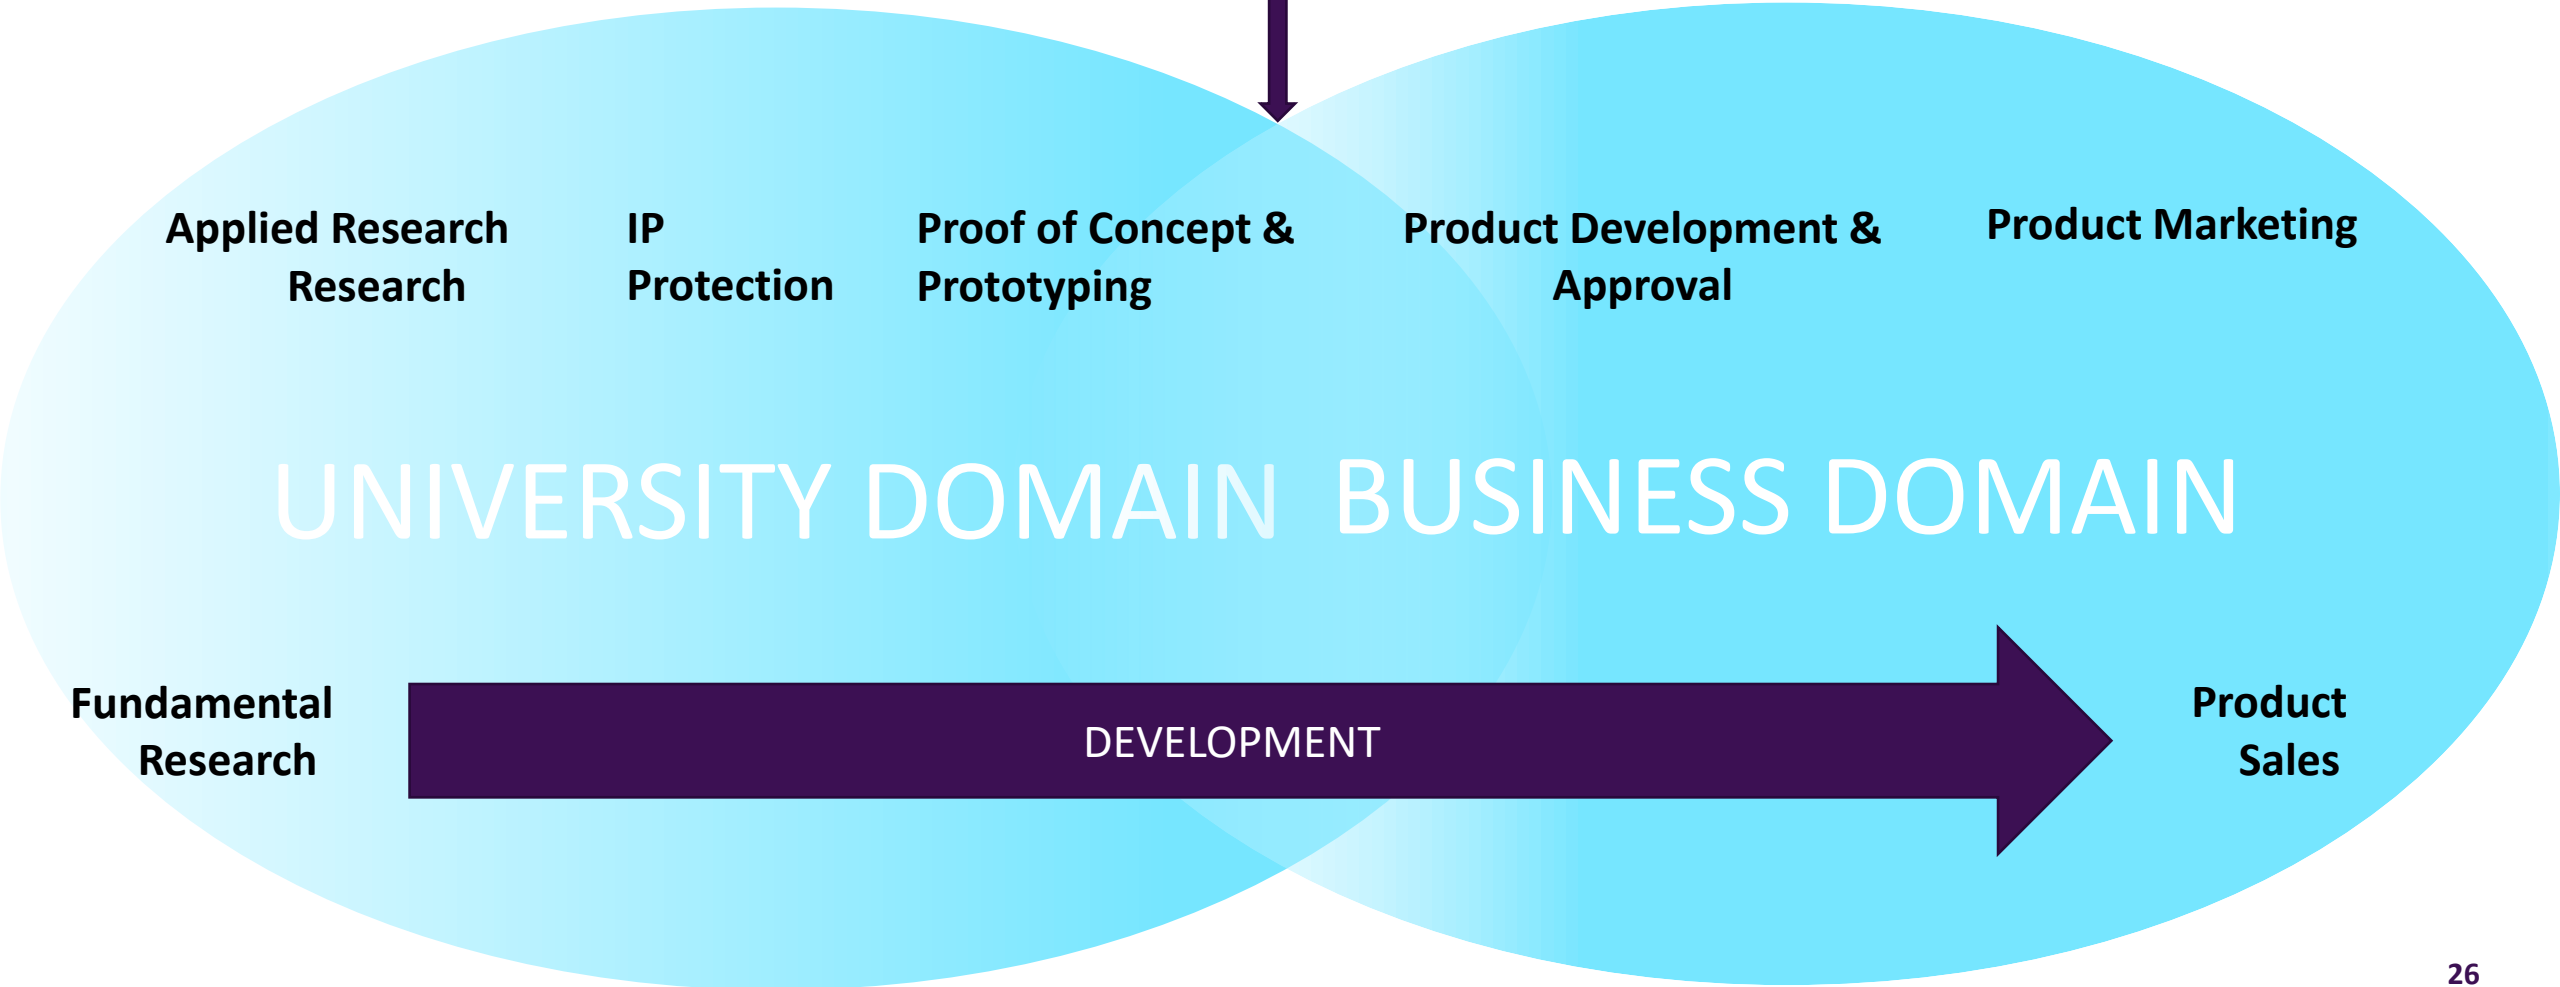 Applied Research
Research
IP
Protection
Proof of Concept &
Prototyping
Product Development &
Approval
Product Marketing
UNIVERSITY DOMAIN
BUSINESS DOMAIN
Fundamental
Research
DEVELOPMENT
Product
Sales
26